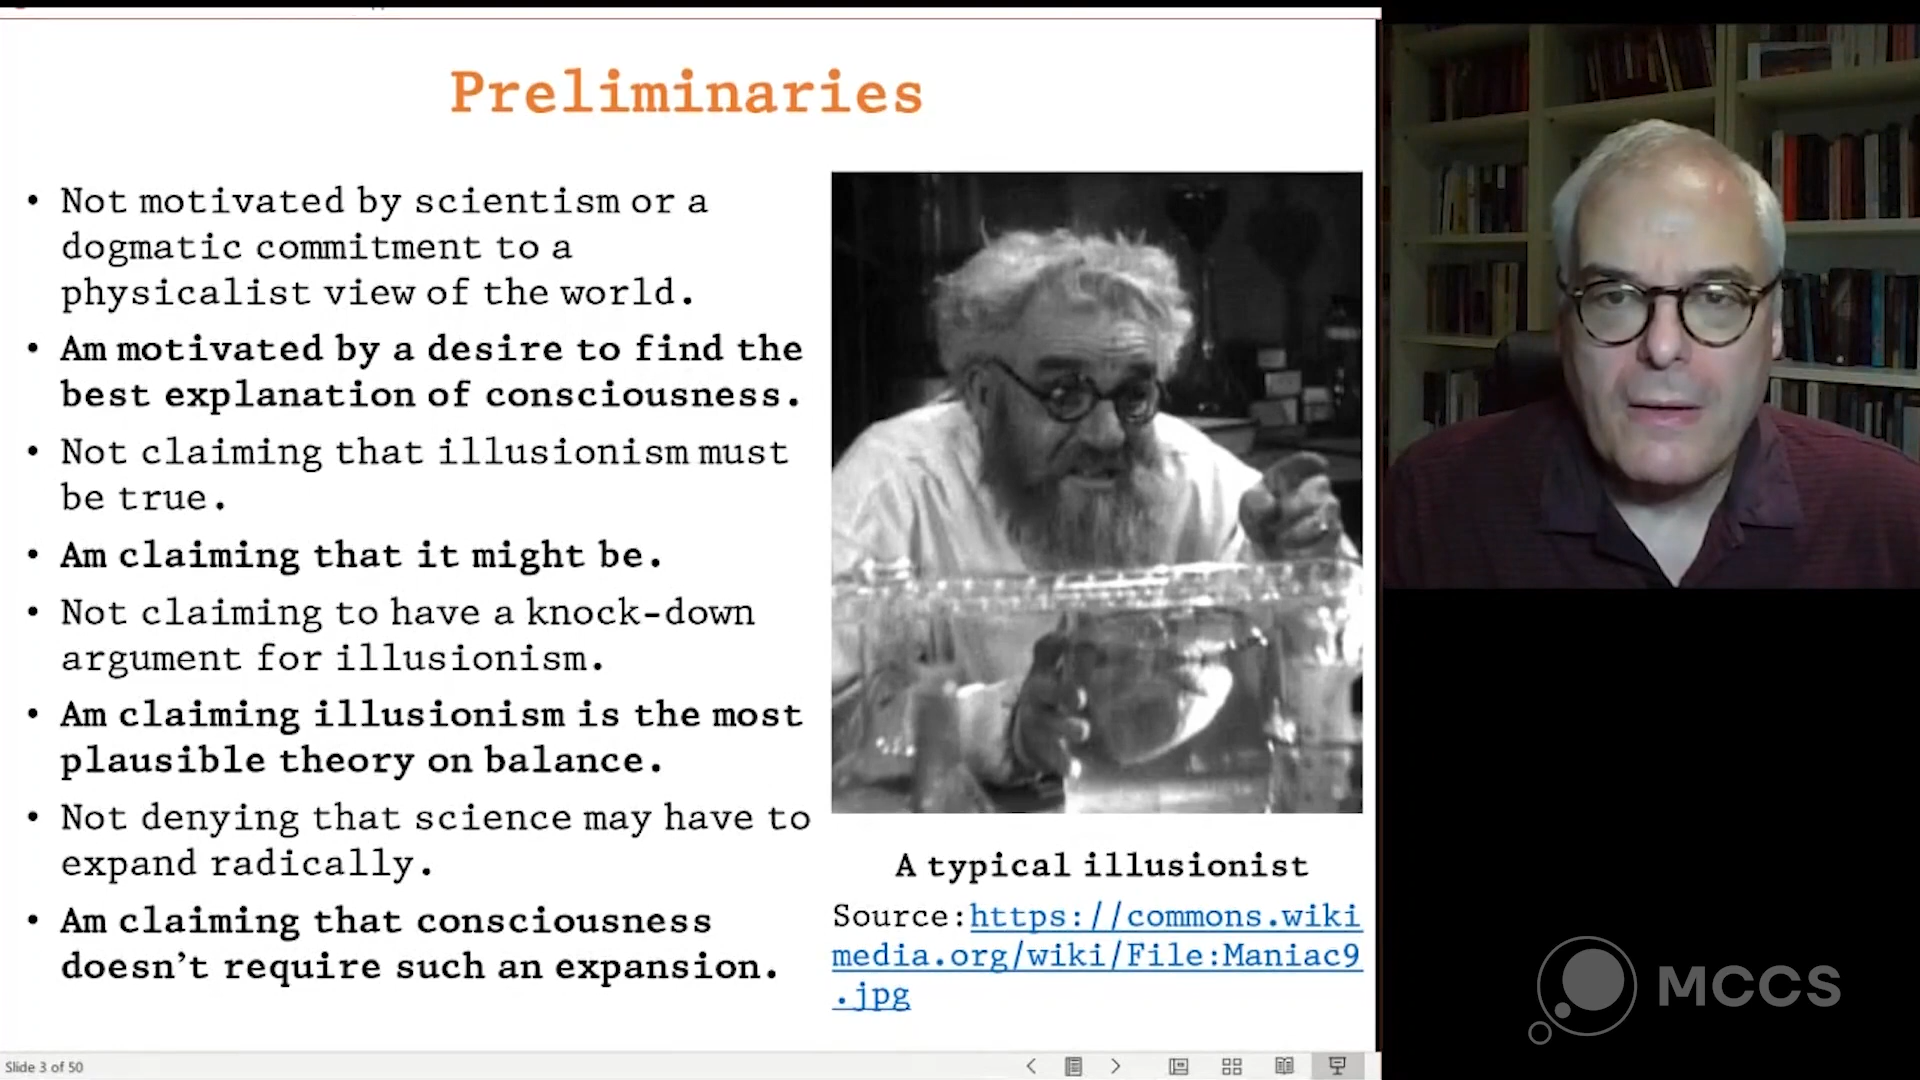 Preliminaries
• Not motivated by scientism or a
dogmatic commitment to a
physicalist view of the world.
• Am motivated by a desire to find the
best explanation of consciousness.
• Not claiming that illusionism must
be true.
• Am claiming that it might be.
• Not claiming to have a knock-down
argument for illusionism.
• Am claiming illusionism is the most
plausible theory on balance.
• Not denying that science may have to
expand radically.
• Am claiming that consciousness
doesn’t require such an expansion.
A typical illusionist
Source:https://commons.wiki
media.org/wiki/File:Maniac9
.jpg
MCCS
Slide 3 of 50